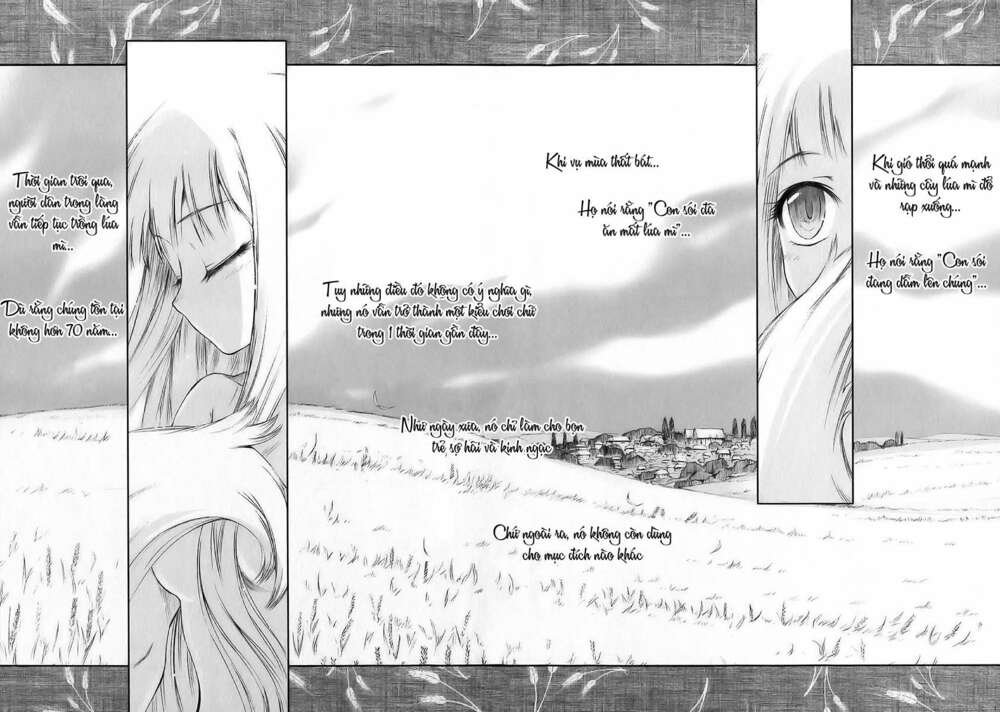 Khi gió thổi quá mạnh
và những cây lúa mì đổ
rạp xuống...
Họ nói rằng "Con sói
đang dẫm lên chúng"...
Khi vụ mùa thất bát...
Họ nói rằng "Con sói đã
ăn mất lúa mì"...
Tuy những điều đó không có ý nghĩa gì,
nhưng nó vẫn trở thành một kiểu chơi chữ
trong 1 thời gian gần đây...
Như ngày xưa, nó chỉ làm cho bọn
trẻ sợ hãi và kinh ngạc
Chứ ngoài ra, nó không còn dùng
cho mục đích nào khác
Thời gian trôi qua,
người dân trong làng
vẫn tiếp tục trồng lúa
mì...
Dù rằng chúng tồn tại
không hơn 70 năm...